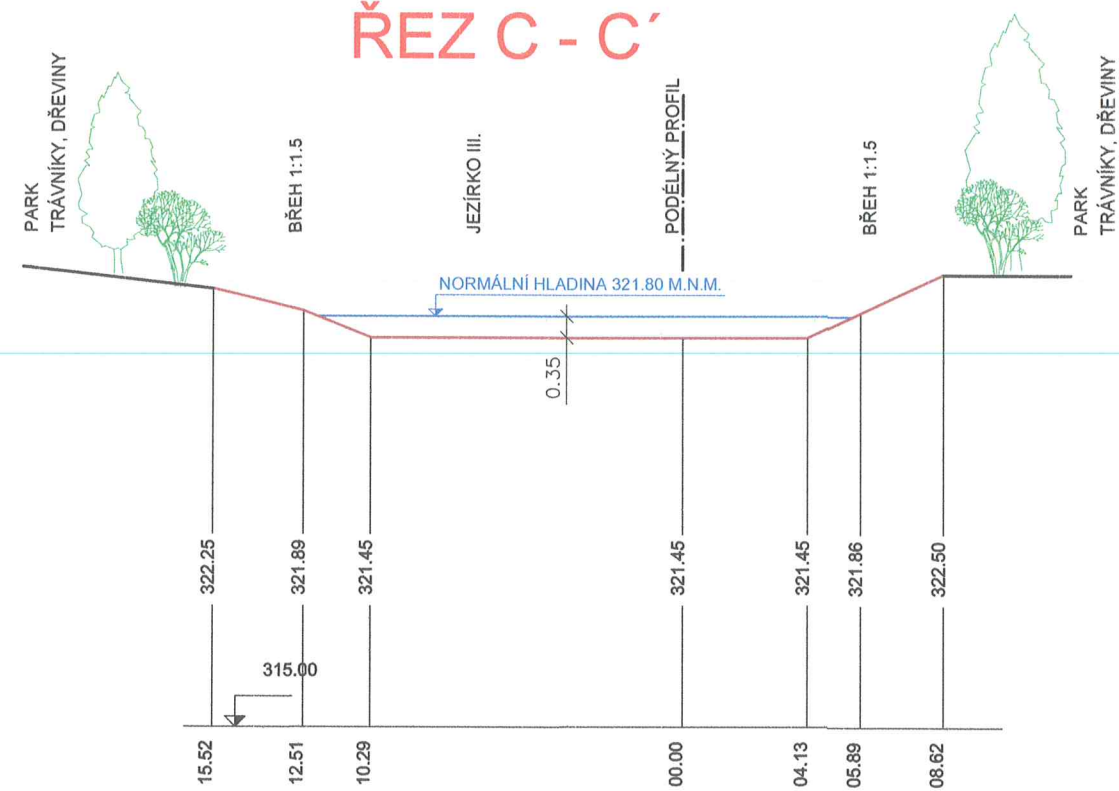 ŘEZ C - C´
PARK
TRÁVNÍKY, DŘEVINY
BŘEH 1:1.5
JEZÍRKO III.
PODÉLNÝ PROFIL
BŘEH 1:1.5
PARK
TRÁVNÍKY, DŘEVINY
NORMÁLNÍ HLADINA 321.80 M.N.M.
0.35
322.25
321.89
321.45
321.45
321.45
321.86
322.50
315.00
15.52
12.51
10.29
00.00
04.13
05.89
08.62